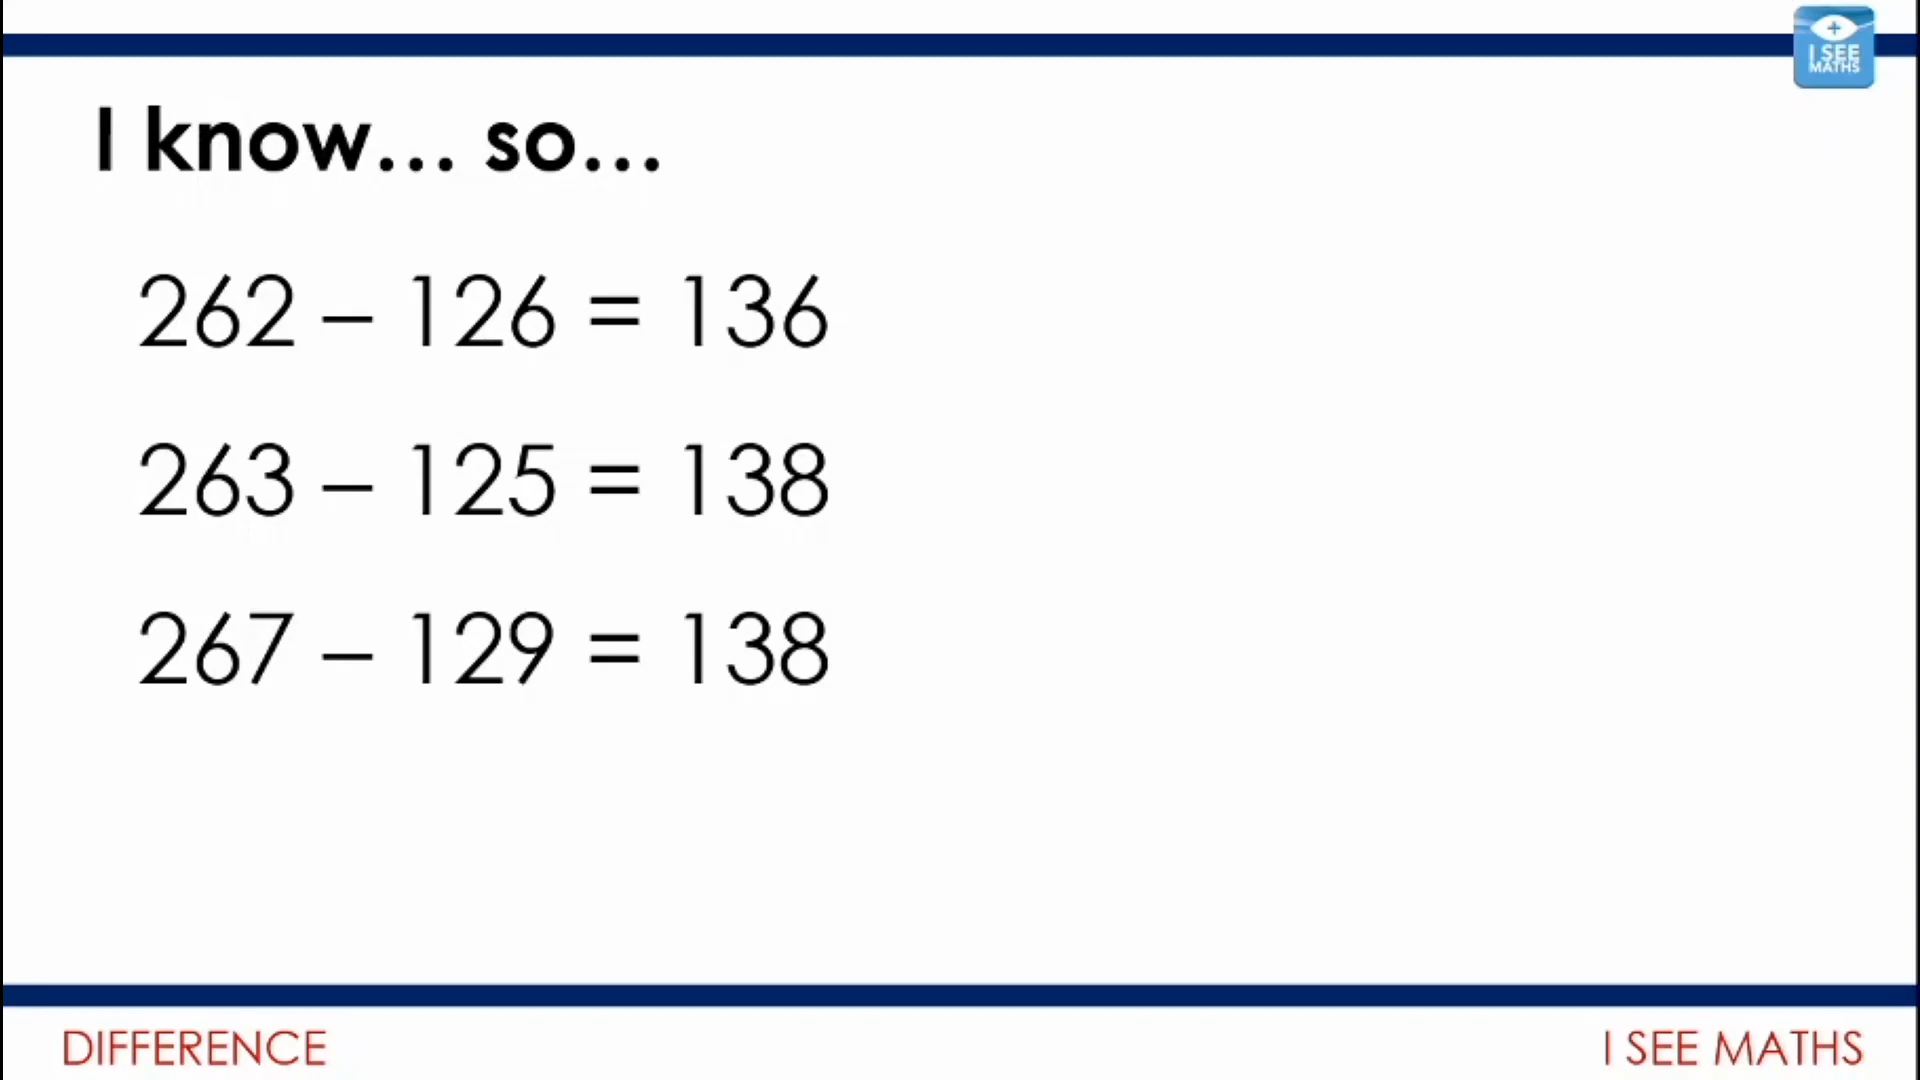 +
I SEE
MATHS
I know... so...
262 – 126 = 136
263 – 125 = 138
267 – 129 = 138
DIFFERENCE
I SEE MATHS